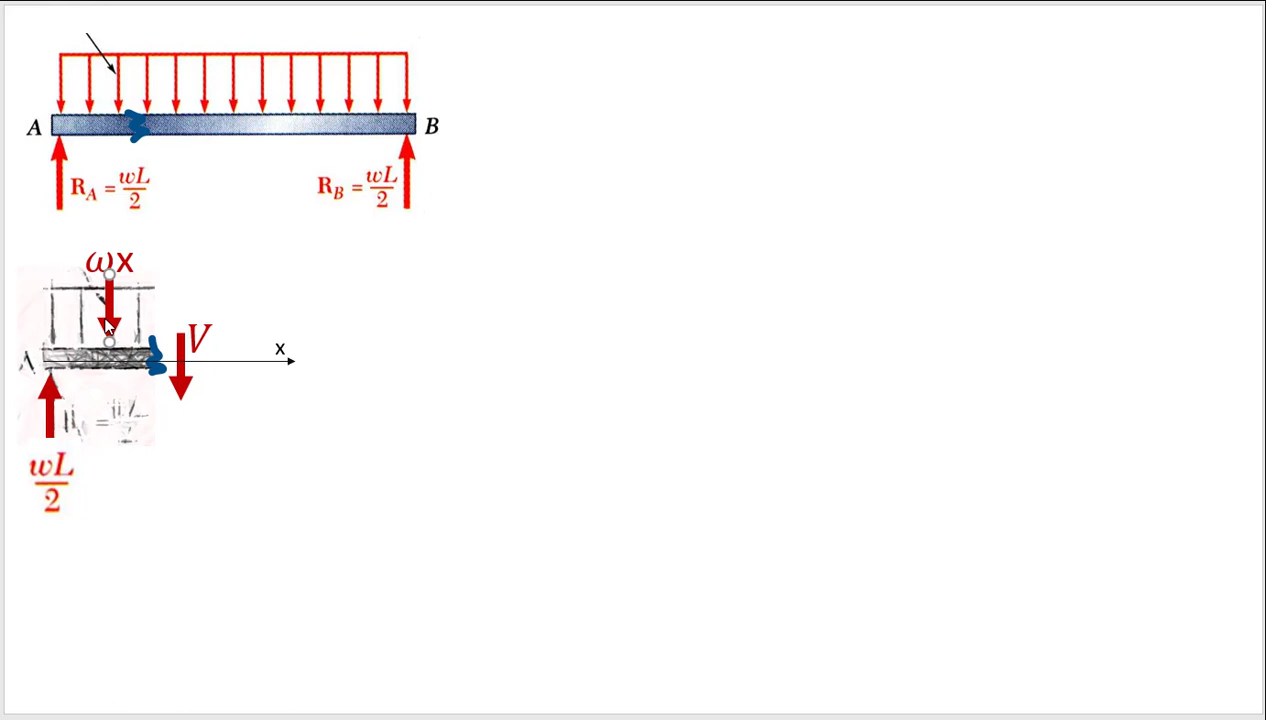 A B
R_A = wL/2 R_B = wL/2
ωx
V
x
A
wL/2